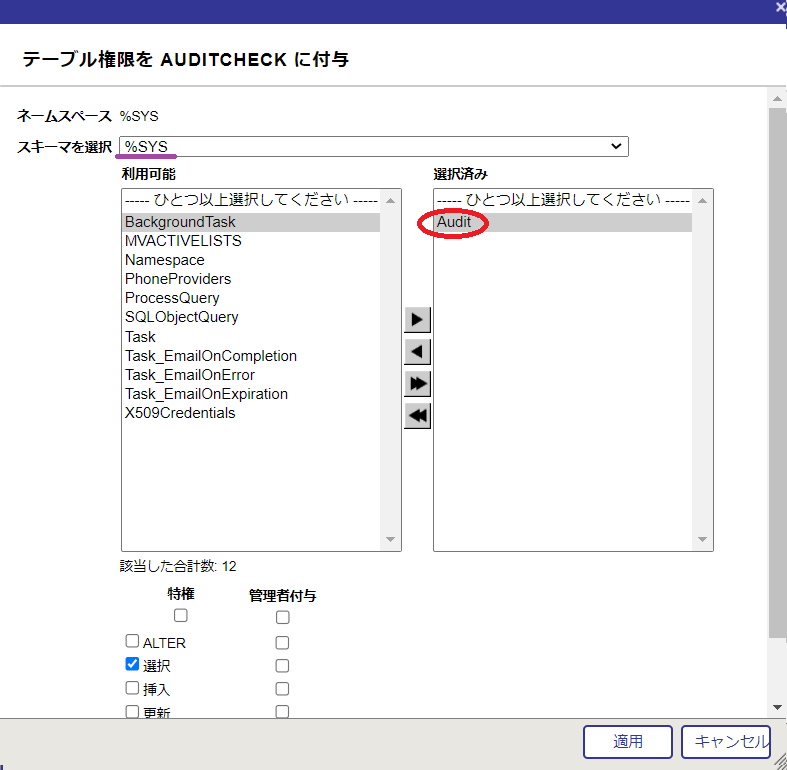 テーブル権限を AUDITCHECK に付与
ネームスペース %SYS
スキーマを選択 %SYS
利用可能 選択済み
----- ひとつ以上選択してください ----- ----- ひとつ以上選択してください -----
BackgroundTask Audit
MVACTIVELISTS
Namespace
PhoneProviders
ProcessQuery
SQLObjectQuery
Task
Task_EmailOnCompletion
Task_EmailOnError
Task_EmailOnExpiration
X509Credentials
該当した合計数: 12
特権 管理者付与
ALTER
選択
挿入
更新
適用 キャンセル